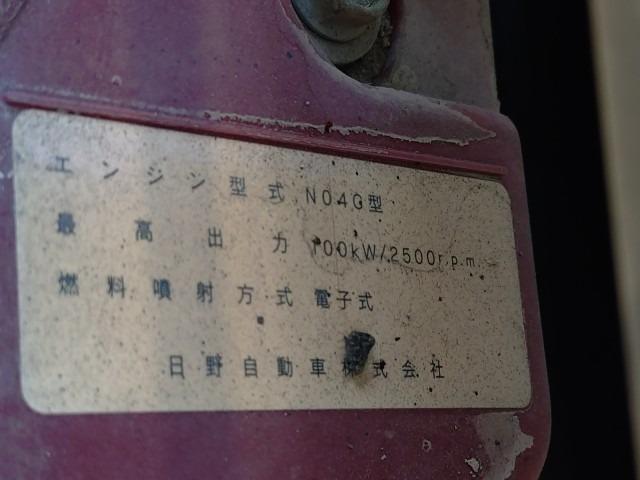 エンジン型式 N04C型
最高出力 100kW/2500r.p.m.
燃料噴射方式 電子式
日野自動車株式会社